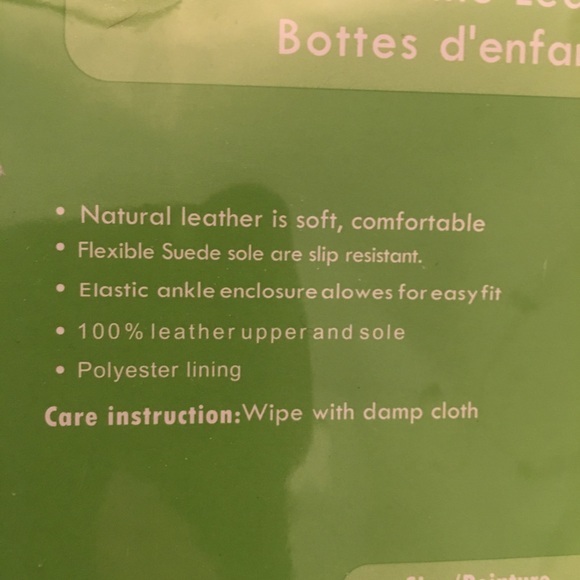 Bottes d'enfa
• Natural leather is soft, comfortable
• Flexible Suede sole are slip resistant.
• Elastic ankle enclosure alowes for easy fit
• 100% leather upper and sole
• Polyester lining
Care instruction:Wipe with damp cloth